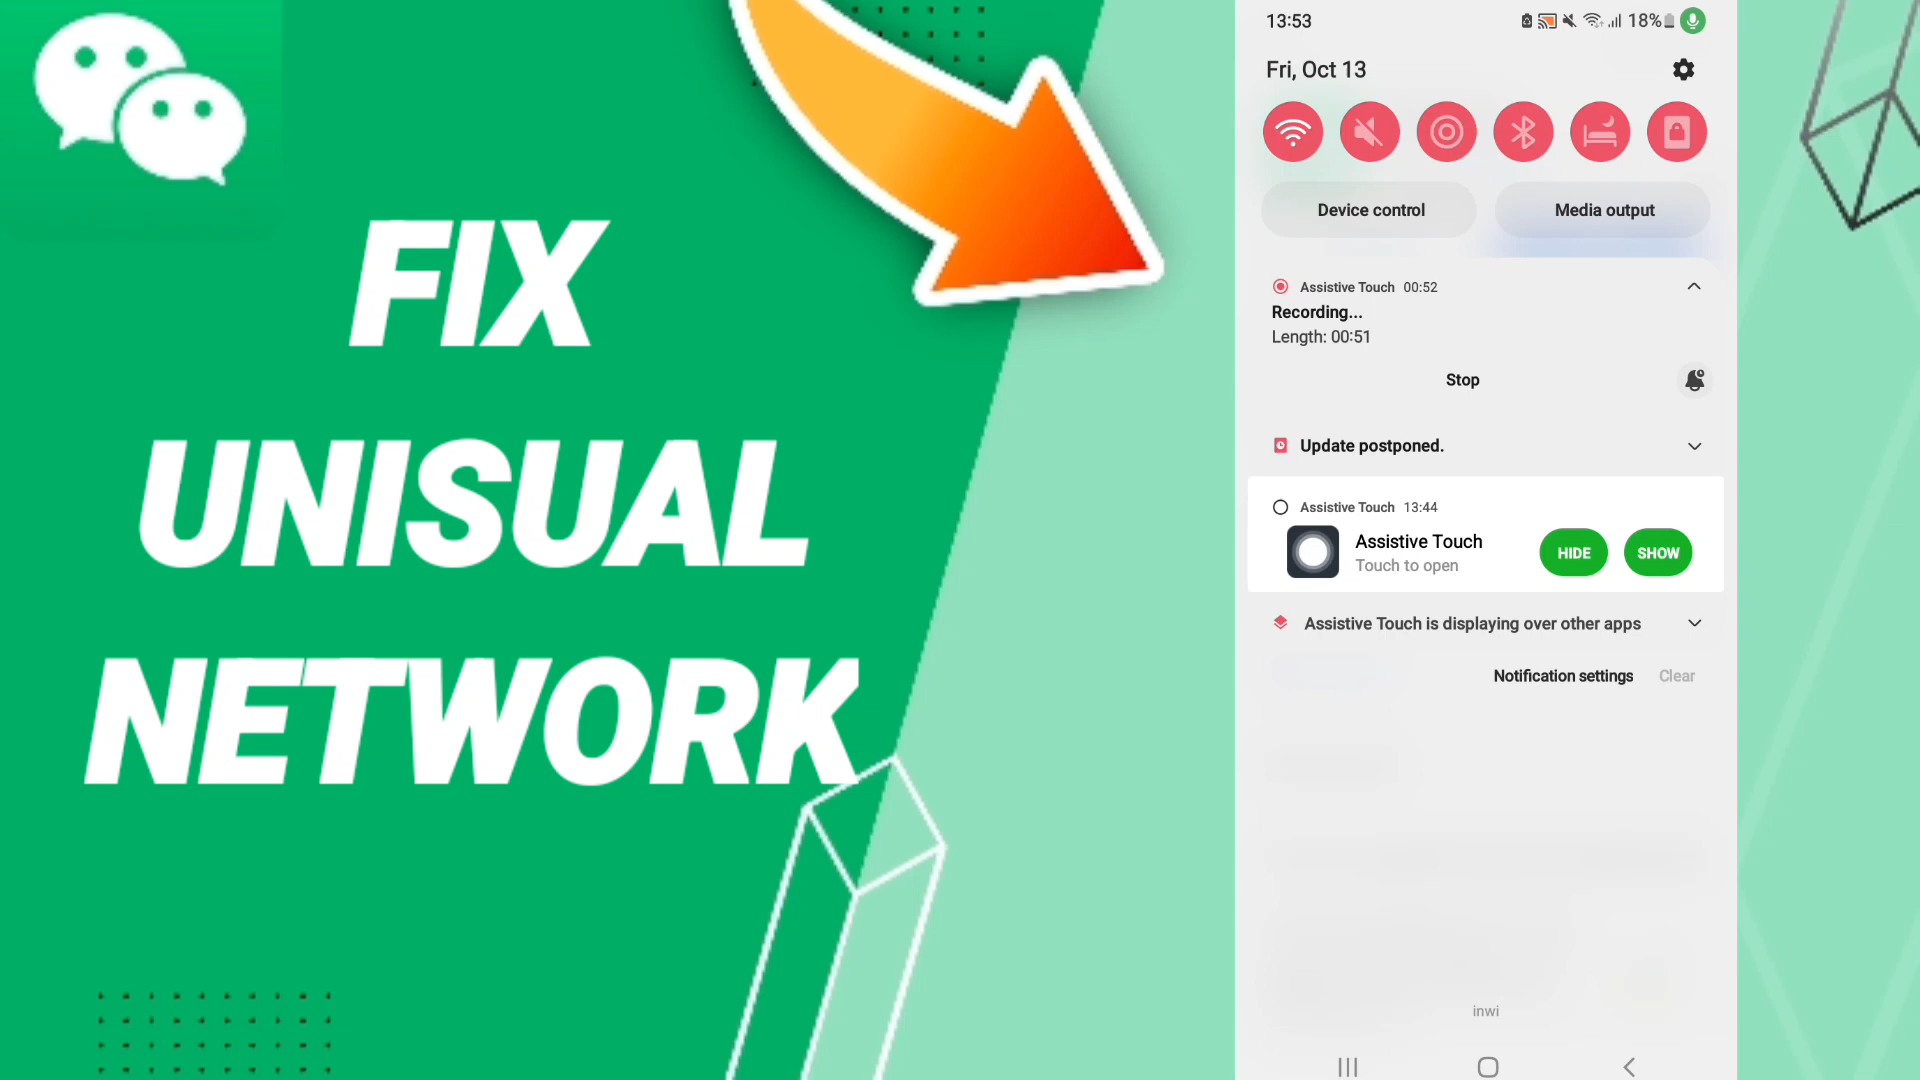 FIX
UNISUAL
NETWORK
13:53
18%
Fri, Oct 13
Device control
Media output
Assistive Touch 00:52
Recording...
Length: 00:51
Stop
Update postponed.
Assistive Touch 13:44
Assistive Touch
Touch to open
HIDE
SHOW
Assistive Touch is displaying over other apps
Notification settings
Clear
inwi